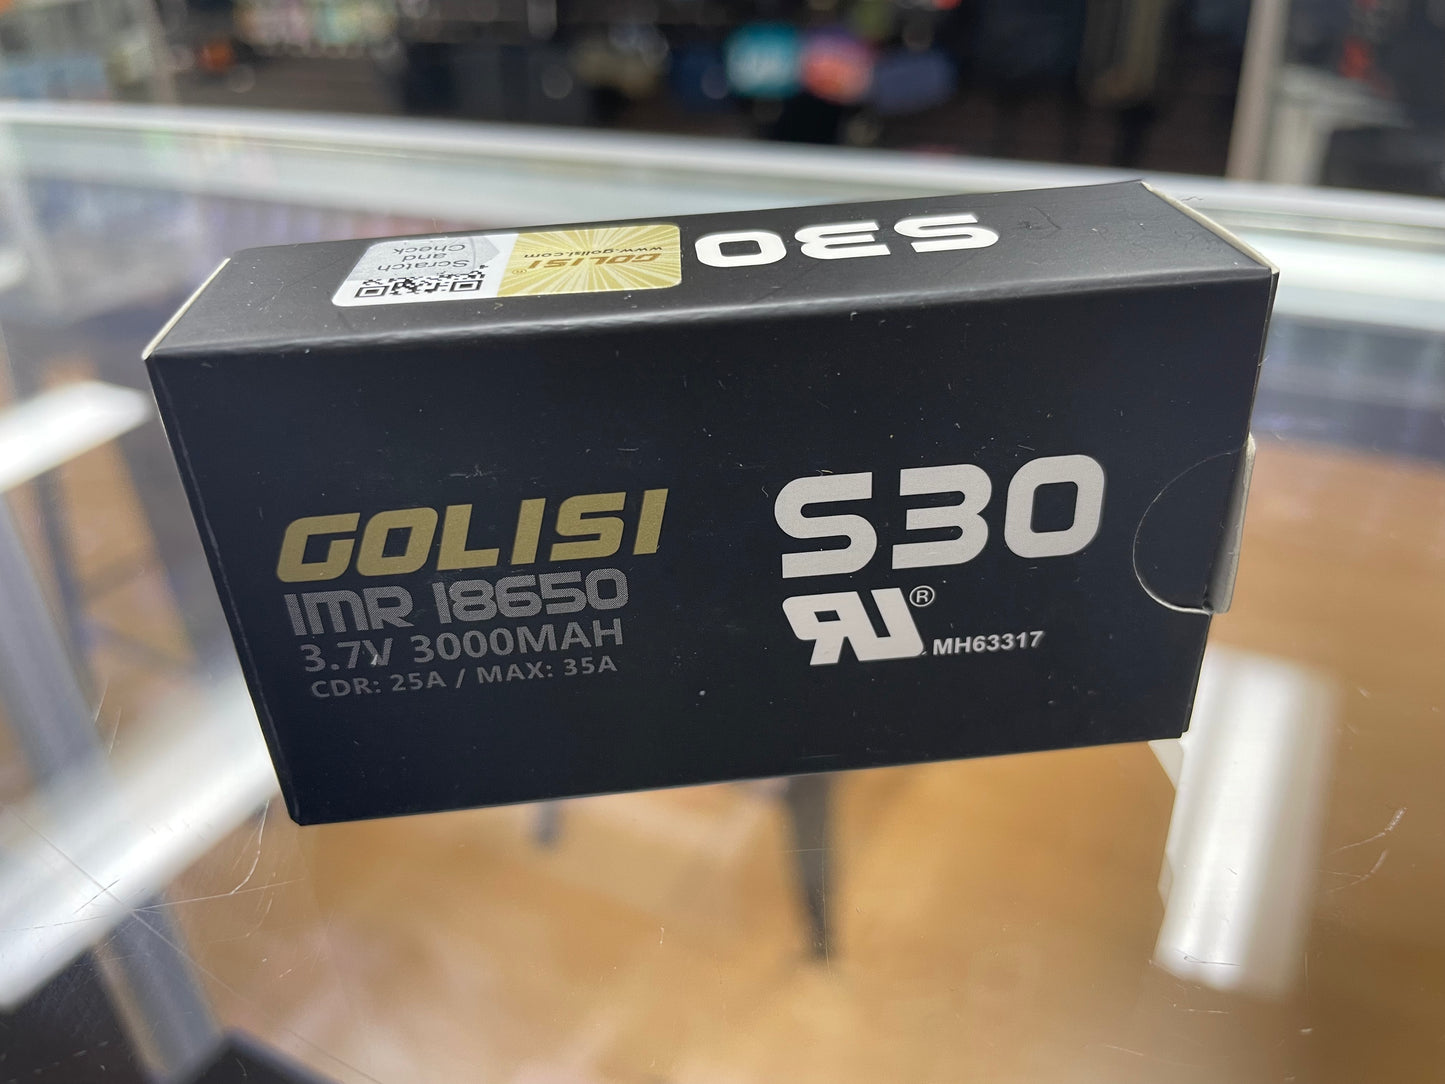 Scratch
and
Check
GOLISI®
www.golisi.com
S30
GOLISI
IMR 18650
3.7V 3000MAH
CDR: 25A / MAX: 35A
S30
RU®
MH63317